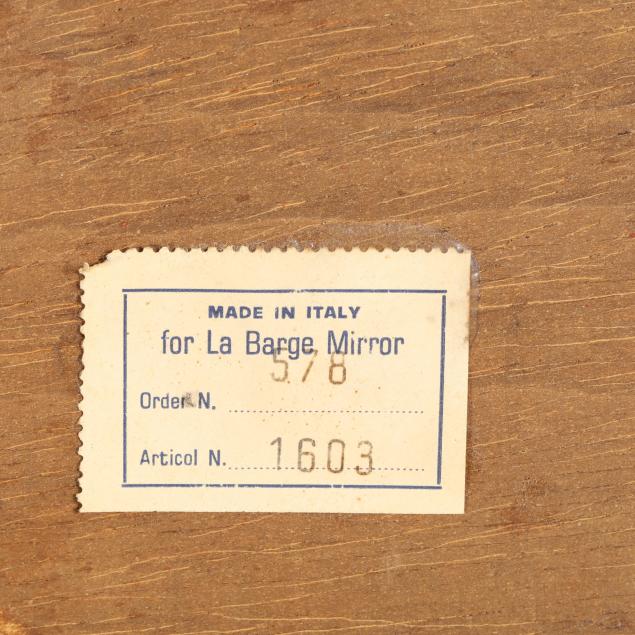 MADE IN ITALY
for La Barge Mirror
578
Order N.
Articol N. 1603